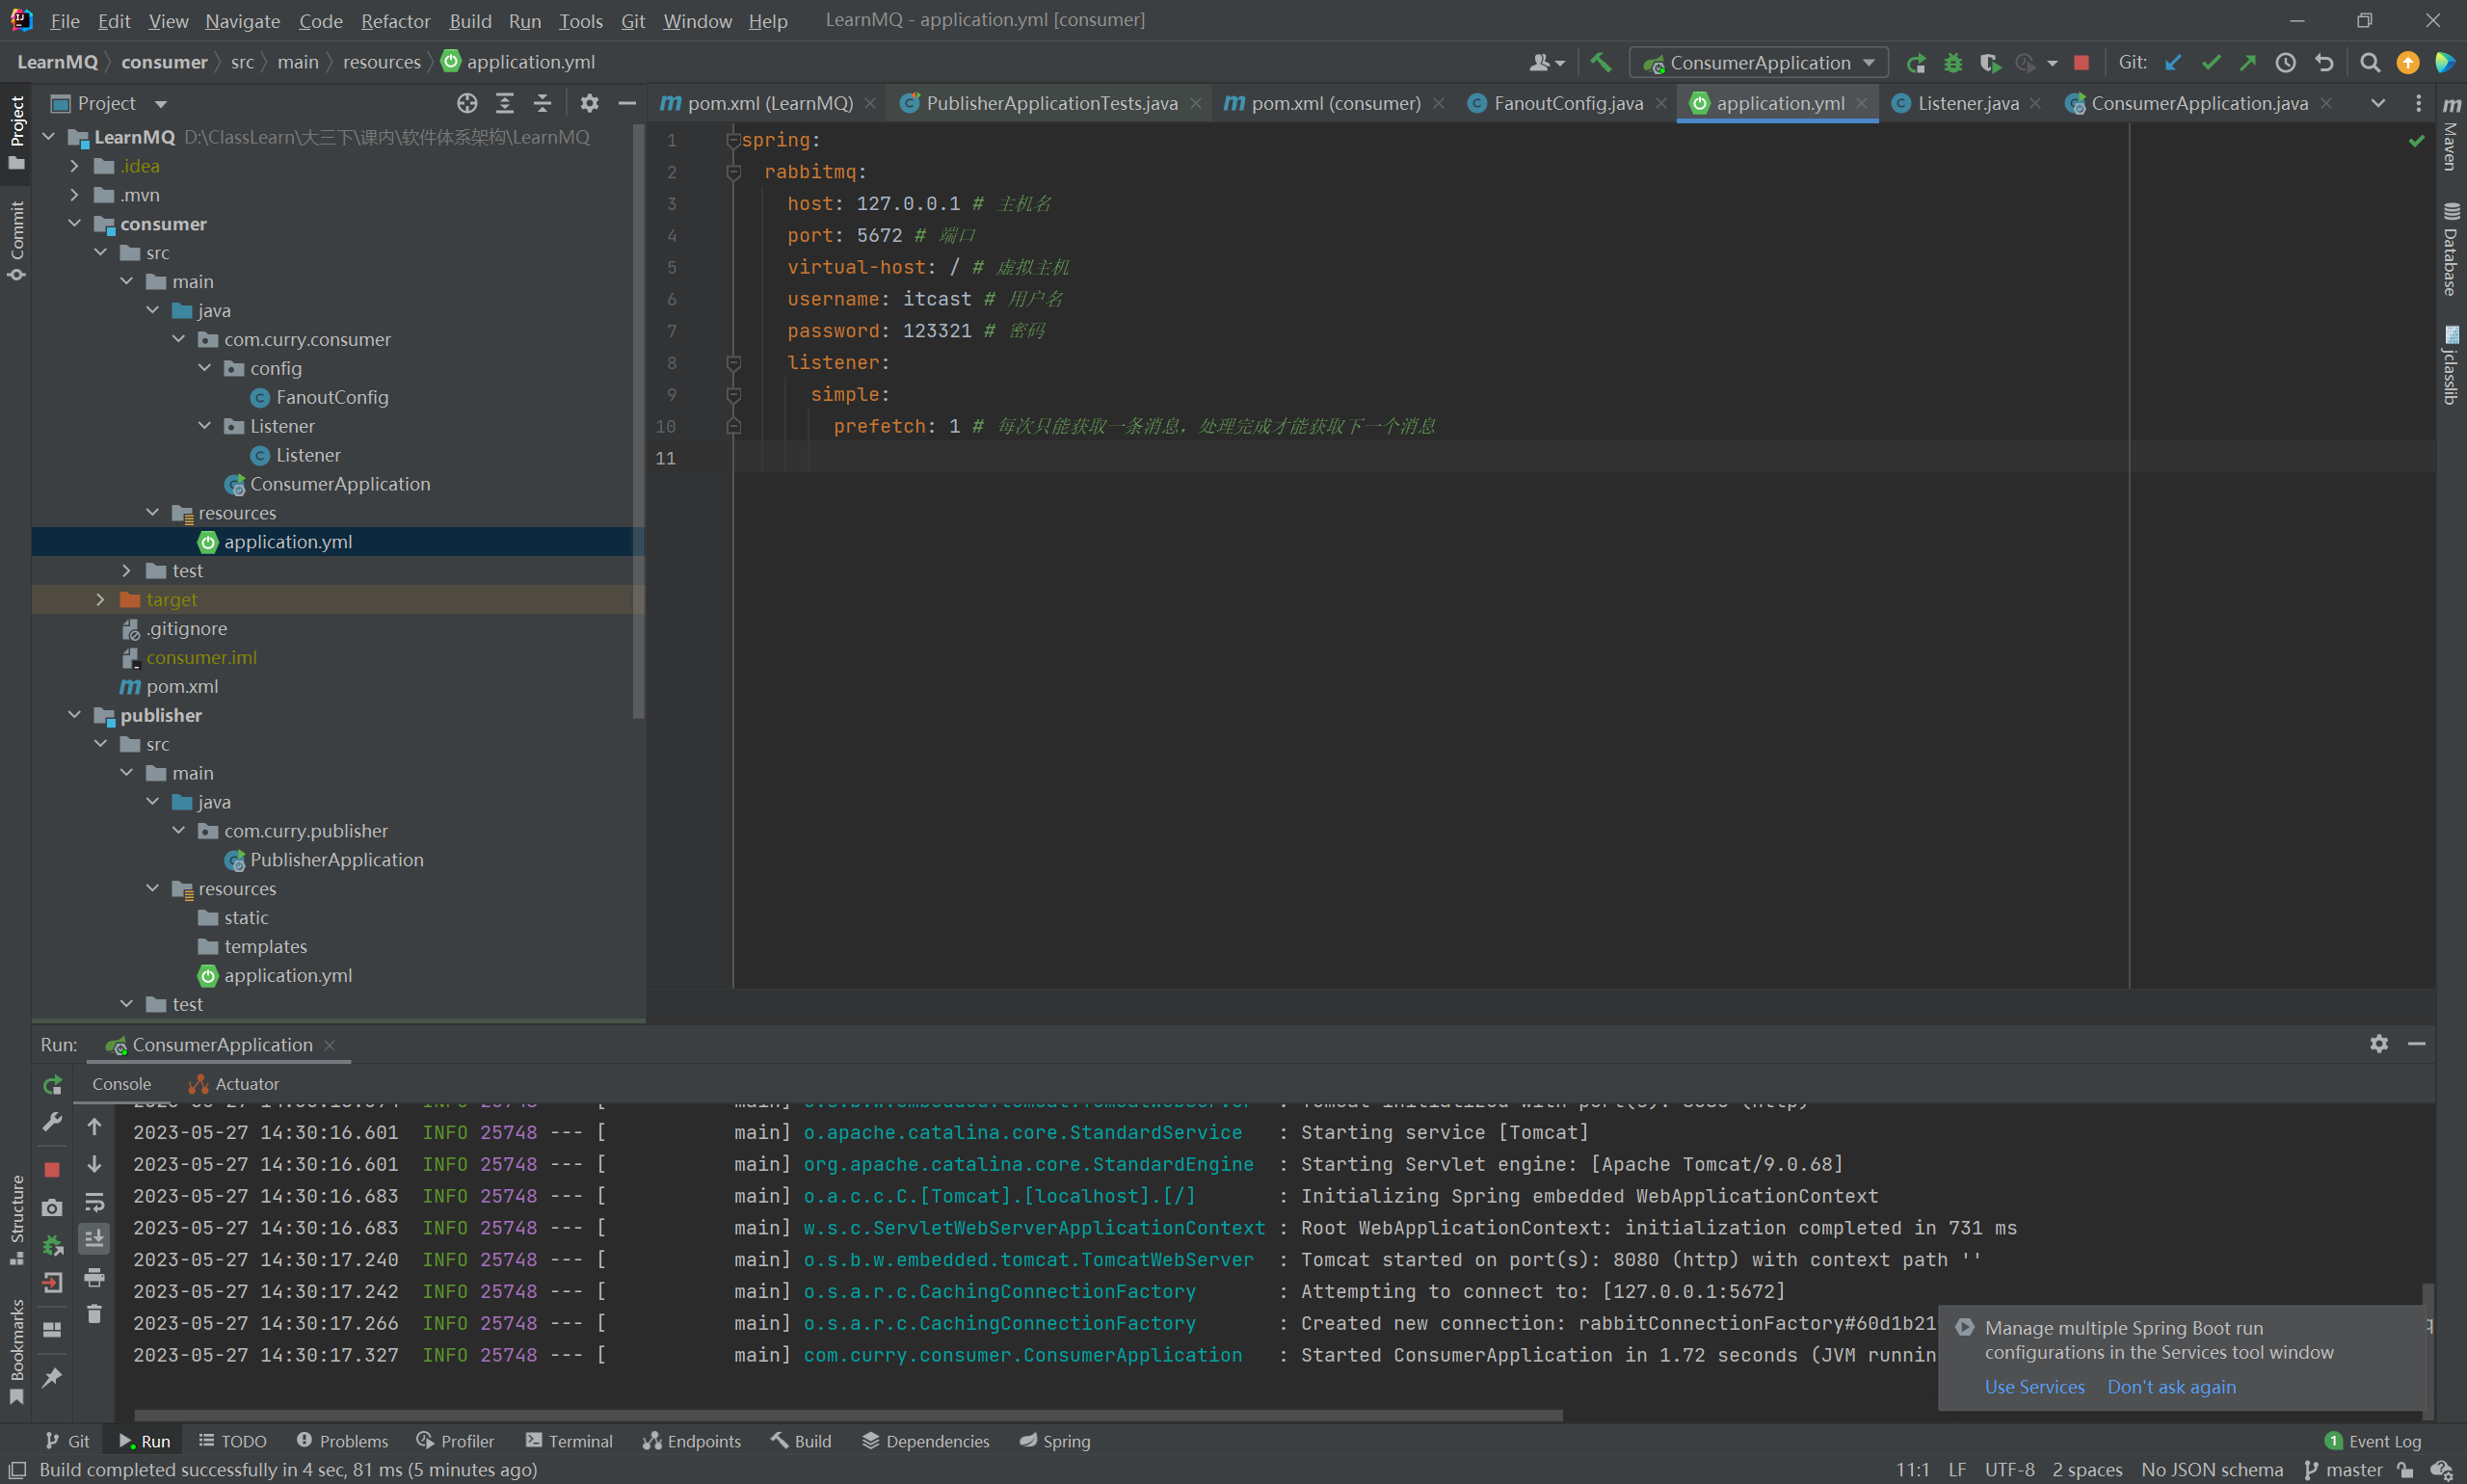 File Edit View Navigate Code Refactor Build Run Tools Git Window Help LearnMQ - application.yml [consumer]
LearnMQ consumer src main resources application.yml
ConsumerApplication
Git:
Project
LearnMQ D:\ClassLearn\大三下\课内\软件体系架构\LearnMQ
.idea
.mvn
consumer
src
main
java
com.curry.consumer
config
FanoutConfig
Listener
Listener
ConsumerApplication
resources
application.yml
test
target
.gitignore
consumer.iml
pom.xml
publisher
src
main
java
com.curry.publisher
PublisherApplication
resources
static
templates
application.yml
test
Project
Commit
Structure
Bookmarks
pom.xml (LearnMQ) PublisherApplicationTests.java pom.xml (consumer) FanoutConfig.java application.yml Listener.java ConsumerApplication.java
1 spring:
2 rabbitmq:
3 host: 127.0.0.1 # 主机名
4 port: 5672 # 端口
5 virtual-host: / # 虚拟主机
6 username: itcast # 用户名
7 password: 123321 # 密码
8 listener:
9 simple:
10 prefetch: 1 # 每次只能获取一条消息，处理完成才能获取下一个消息
11
Maven
Database
jclasslib
Run: ConsumerApplication
Console Actuator
2023-05-27 14:30:16.601 INFO 25748 --- [ main] o.apache.catalina.core.StandardService : Starting service [Tomcat]
2023-05-27 14:30:16.601 INFO 25748 --- [ main] org.apache.catalina.core.StandardEngine : Starting Servlet engine: [Apache Tomcat/9.0.68]
2023-05-27 14:30:16.683 INFO 25748 --- [ main] o.a.c.c.C.[Tomcat].[localhost].[/] : Initializing Spring embedded WebApplicationContext
2023-05-27 14:30:16.683 INFO 25748 --- [ main] w.s.c.ServletWebServerApplicationContext : Root WebApplicationContext: initialization completed in 731 ms
2023-05-27 14:30:17.240 INFO 25748 --- [ main] o.s.b.w.embedded.tomcat.TomcatWebServer : Tomcat started on port(s): 8080 (http) with context path ''
2023-05-27 14:30:17.242 INFO 25748 --- [ main] o.s.a.r.c.CachingConnectionFactory : Attempting to connect to: [127.0.0.1:5672]
2023-05-27 14:30:17.266 INFO 25748 --- [ main] o.s.a.r.c.CachingConnectionFactory : Created new connection: rabbitConnectionFactory#60d1b21
2023-05-27 14:30:17.327 INFO 25748 --- [ main] com.curry.consumer.ConsumerApplication : Started ConsumerApplication in 1.72 seconds (JVM runnin
Manage multiple Spring Boot run
configurations in the Services tool window
Use Services Don't ask again
Git Run TODO Problems Profiler Terminal Endpoints Build Dependencies Spring 1 Event Log
Build completed successfully in 4 sec, 81 ms (5 minutes ago) 11:1 LF UTF-8 2 spaces No JSON schema master